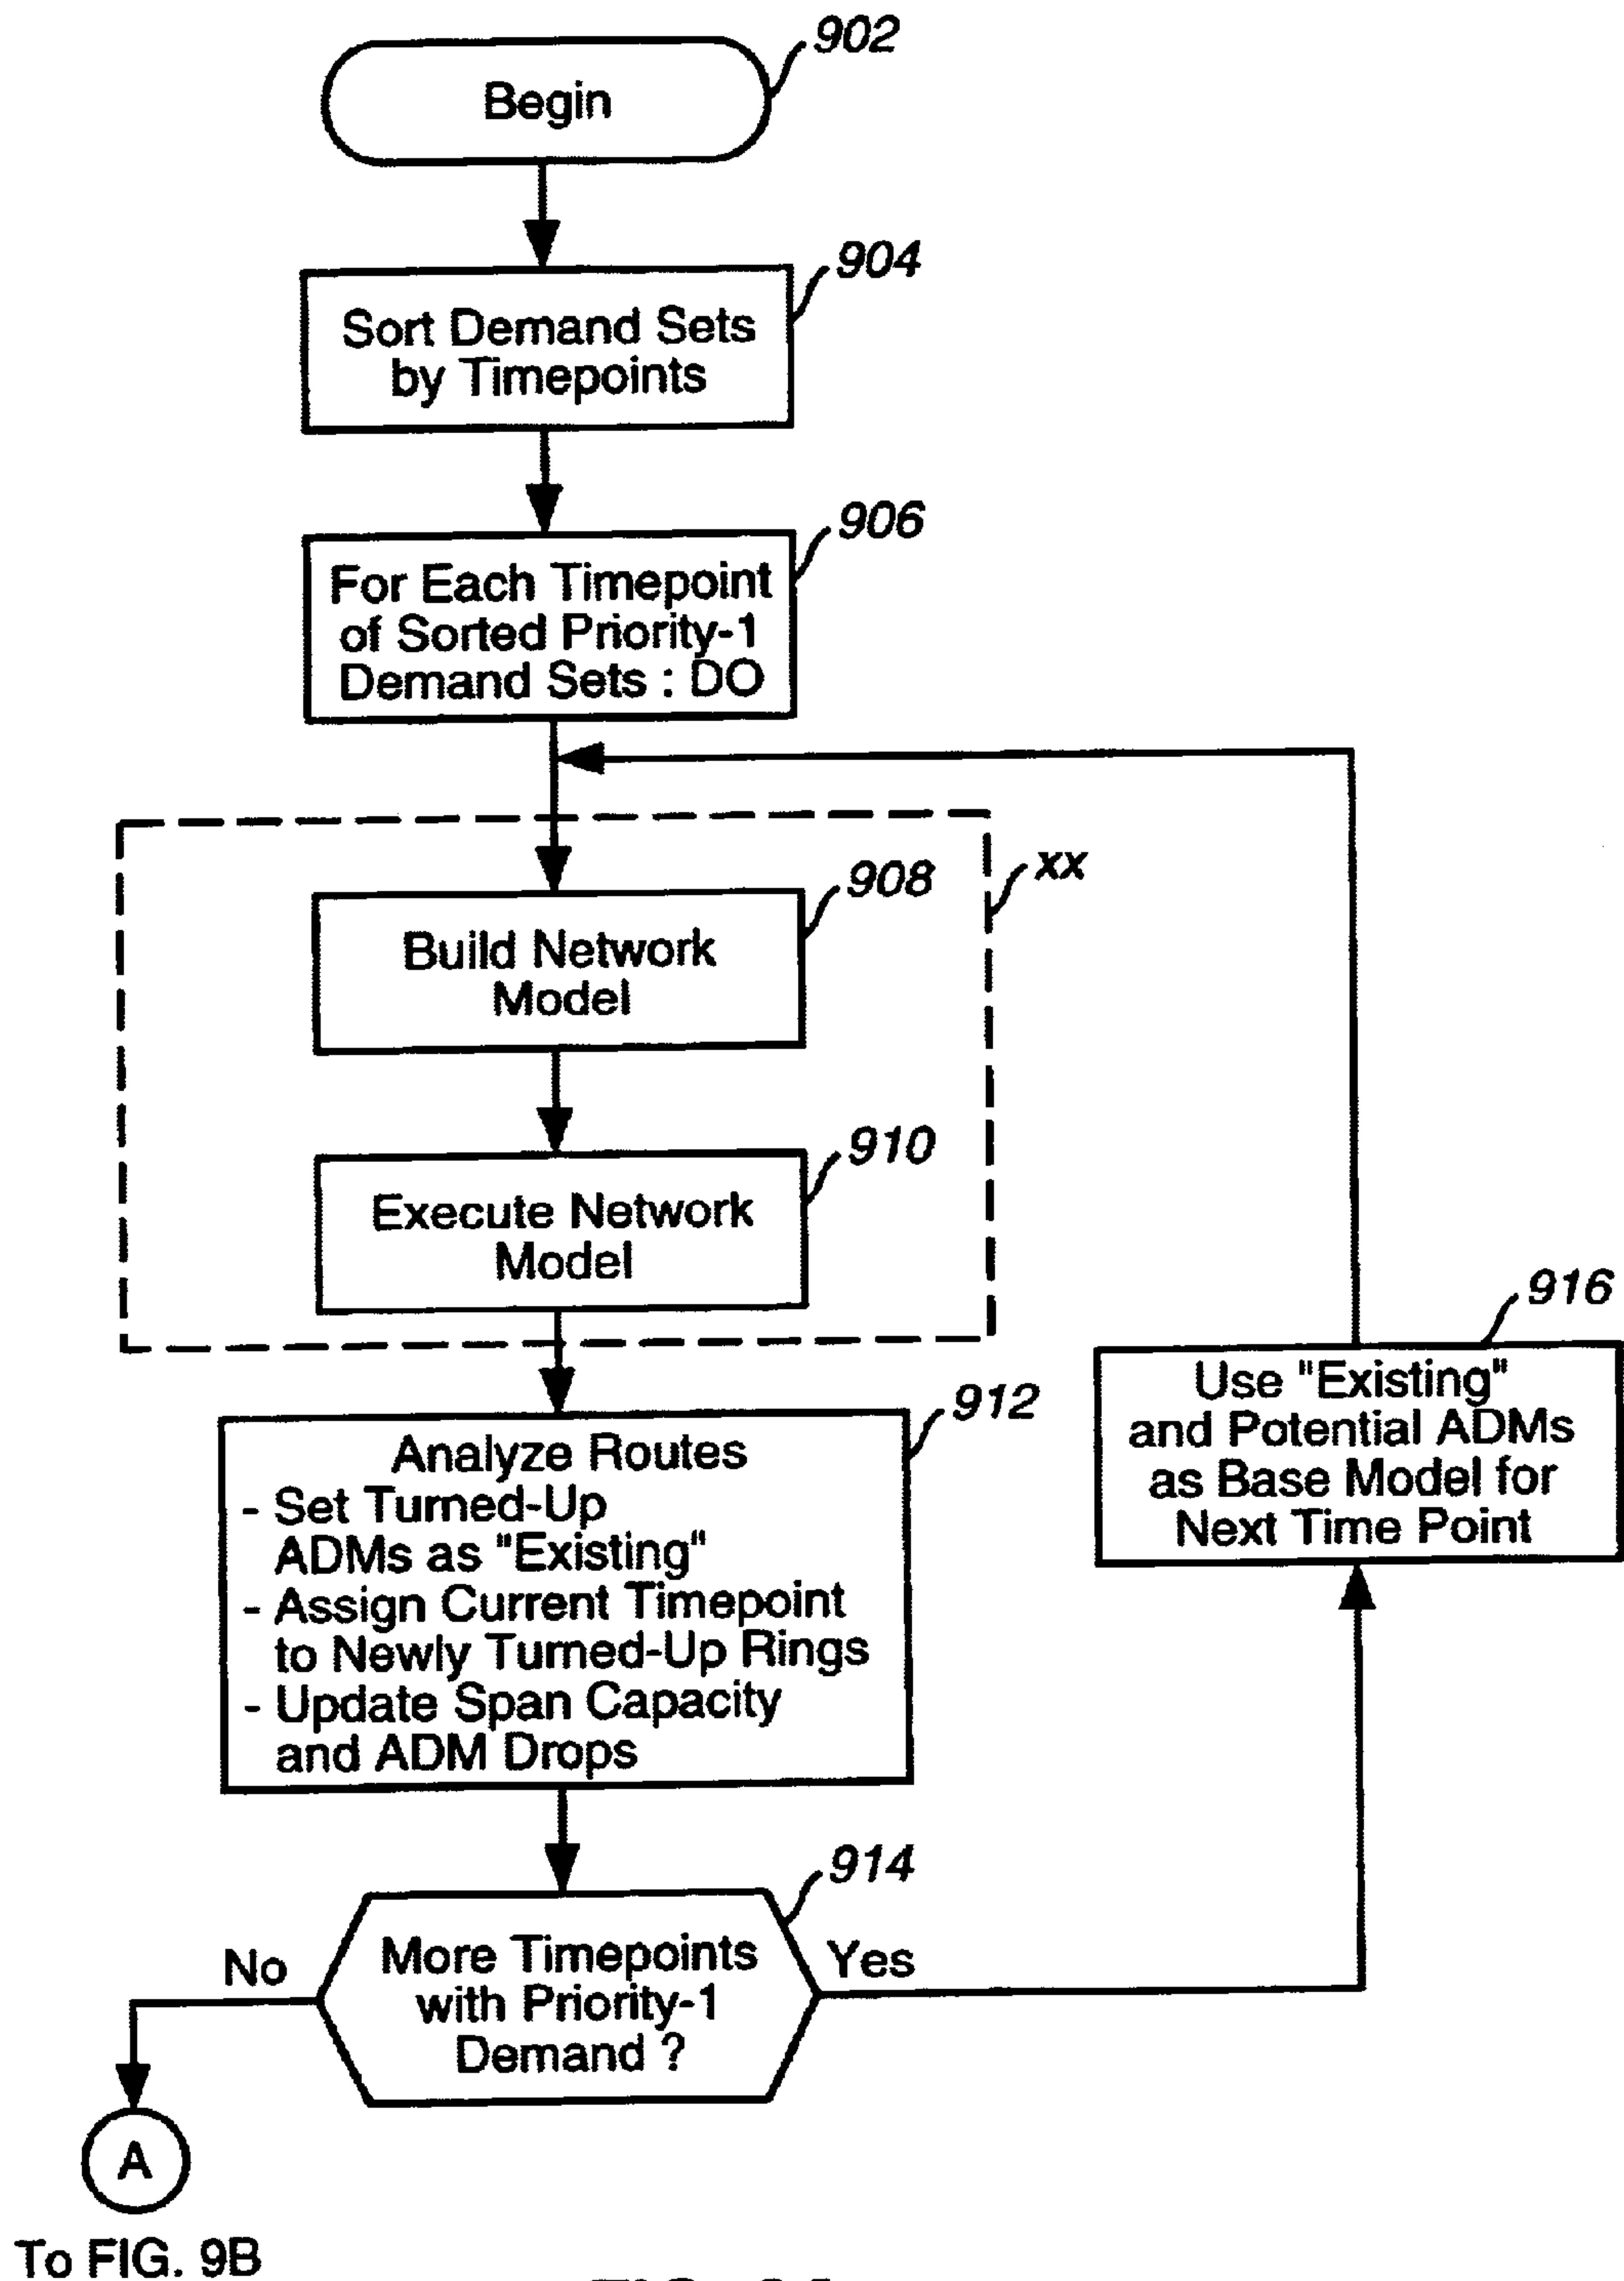 902
Begin
904
Sort Demand Sets
by Timepoints
906
For Each Timepoint
of Sorted Priority-1
Demand Sets : DO
xx
908
Build Network
Model
910
Execute Network
Model
916
Use "Existing"
and Potential ADMs
as Base Model for
Next Time Point
912
Analyze Routes
- Set Turned-Up
ADMs as "Existing"
- Assign Current Timepoint
to Newly Turned-Up Rings
- Update Span Capacity
and ADM Drops
914
More Timepoints
with Priority-1
Demand ?
No
Yes
A
To FIG. 9B